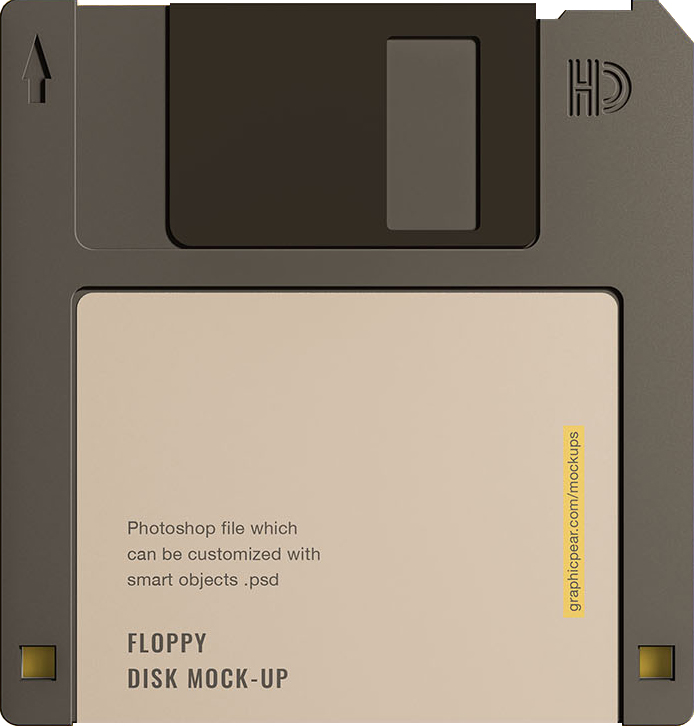 HD
Photoshop file which
can be customized with
smart objects .psd
FLOPPY
DISK MOCK-UP
graphicpear.com/mockups